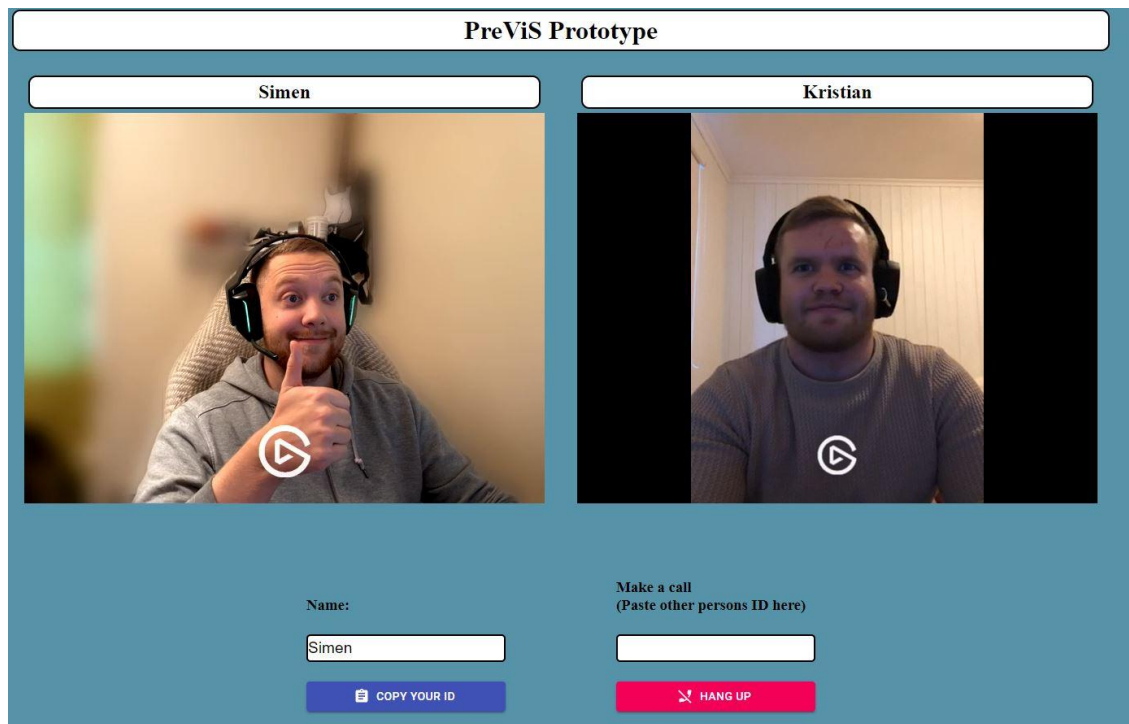 PreViS Prototype
Simen
Kristian
Name:
Make a call
(Paste other persons ID here)
Simen
COPY YOUR ID
HANG UP